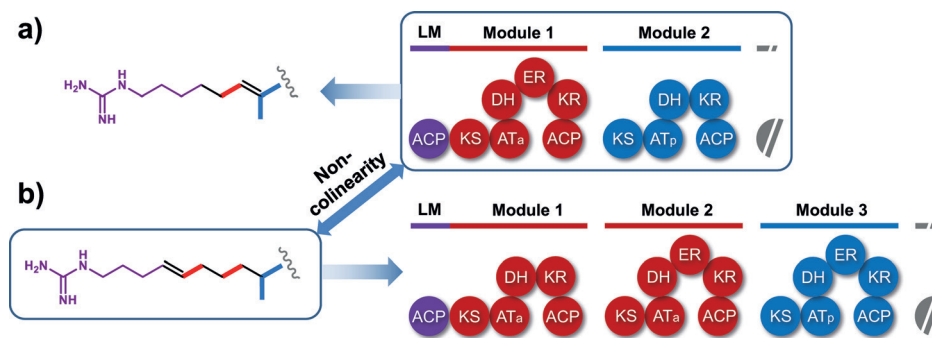 a)
LM Module 1 Module 2
ER
DH KR DH KR
ACP KS ATa ACP KS ATp ACP
H2N H N
NH
Non-
colinearity
b)
LM Module 1 Module 2 Module 3
ER ER
DH KR DH KR DH KR
ACP KS ATa ACP KS ATa ACP KS ATp ACP
H2N H N
NH